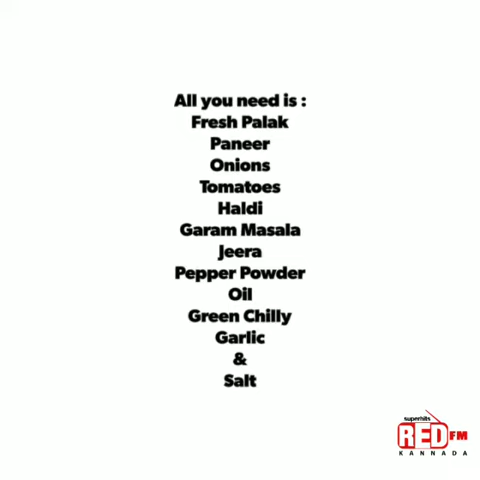 All you need is :
Fresh Palak
Paneer
Onions
Tomatoes
Haldi
Garam Masala
Jeera
Pepper Powder
Oil
Green Chilly
Garlic
&
Salt
superhits
RED FM
KANNADA